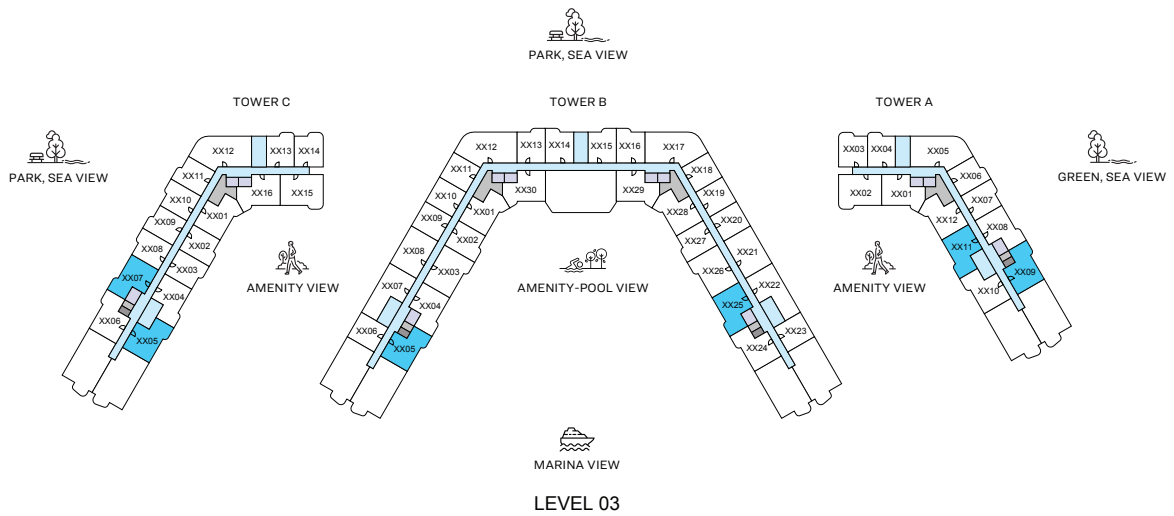 PARK, SEA VIEW
TOWER C
TOWER B
TOWER A
PARK, SEA VIEW
GREEN, SEA VIEW
XX12
XX13
XX14
XX11
XX10
XX09
XX08
XX07
XX06
XX05
XX04
XX03
XX02
XX01
XX16
XX15
AMENITY VIEW
XX12
XX13
XX14
XX15
XX16
XX17
XX11
XX10
XX09
XX08
XX07
XX06
XX05
XX04
XX03
XX02
XX01
XX30
XX29
XX28
XX27
XX26
XX25
XX24
XX23
XX22
XX21
XX20
XX19
XX18
AMENITY-POOL VIEW
AMENITY VIEW
XX03
XX04
XX05
XX02
XX01
XX06
XX07
XX08
XX09
XX10
XX11
XX12
MARINA VIEW
LEVEL 03